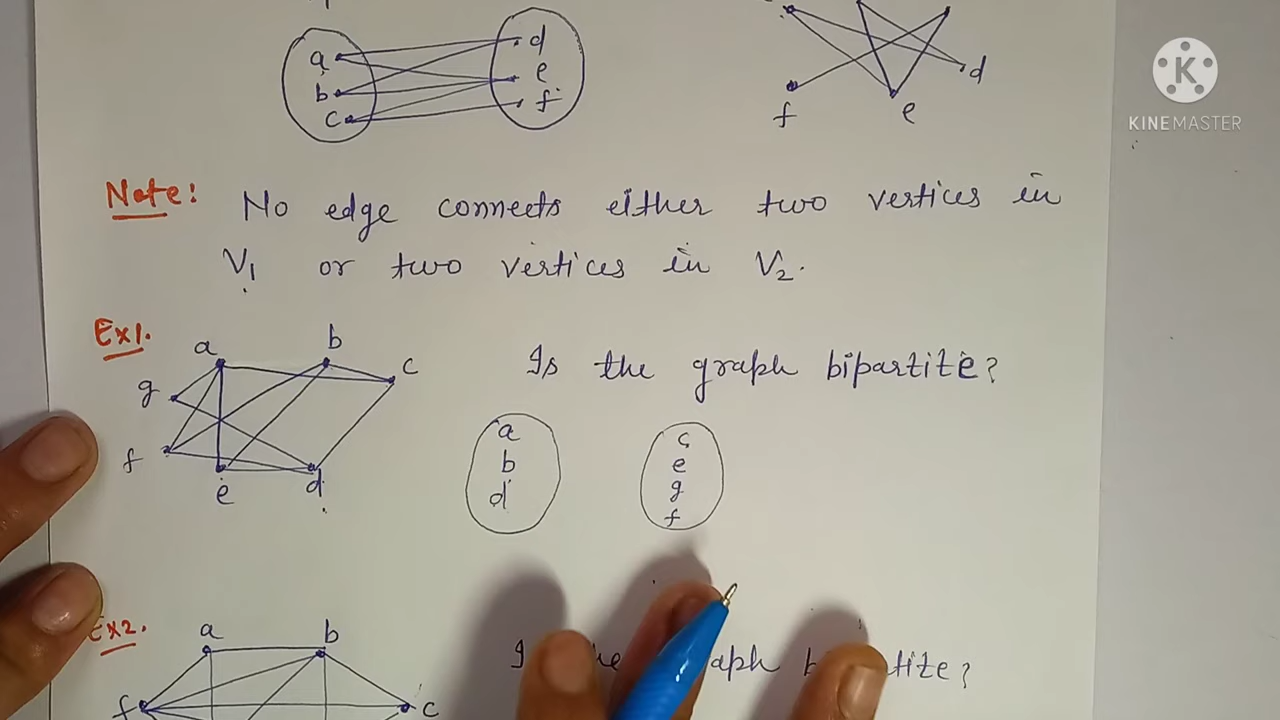 a
b
c
d
e
f
f
e
d
K
KINEMASTER
Note: No edge connects either two vertices in
V1 or two vertices in V2.
Ex1.
a
b
c
g
f
e
d
Is the graph bipartite?
a
b
d
c
e
g
f
Ex2.
a
b
f
c
graph